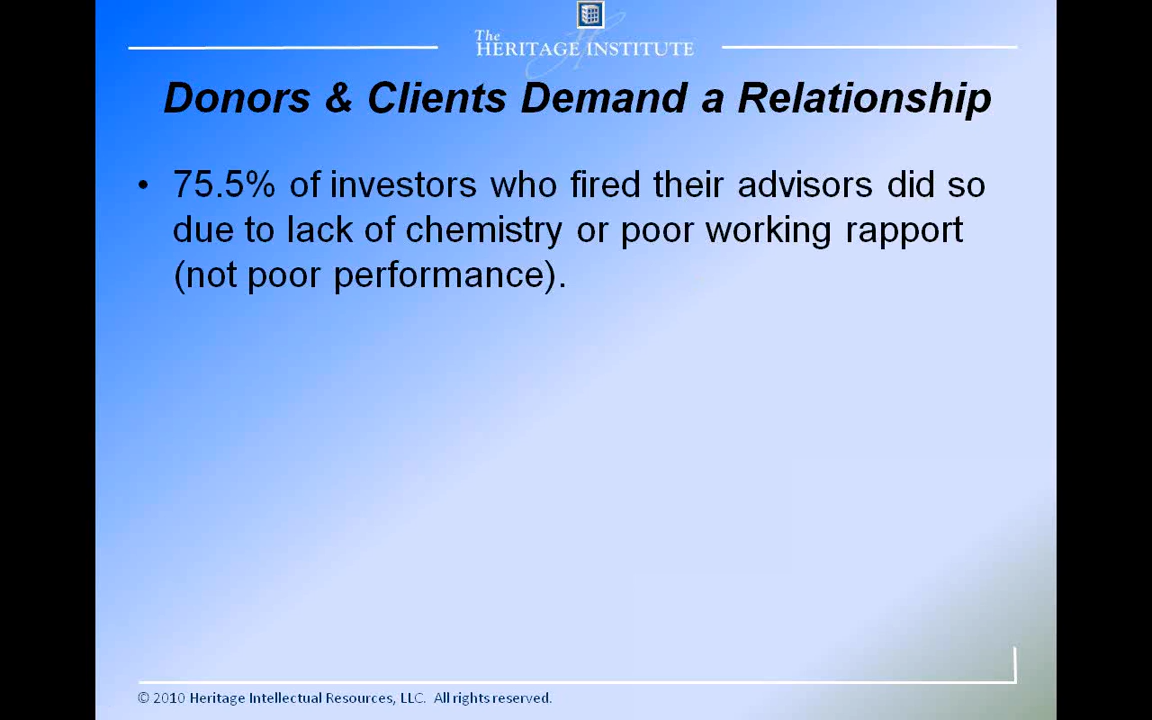 The
HERITAGE INSTITUTE
Donors & Clients Demand a Relationship
• 75.5% of investors who fired their advisors did so
due to lack of chemistry or poor working rapport
(not poor performance).
© 2010 Heritage Intellectual Resources, LLC. All rights reserved.